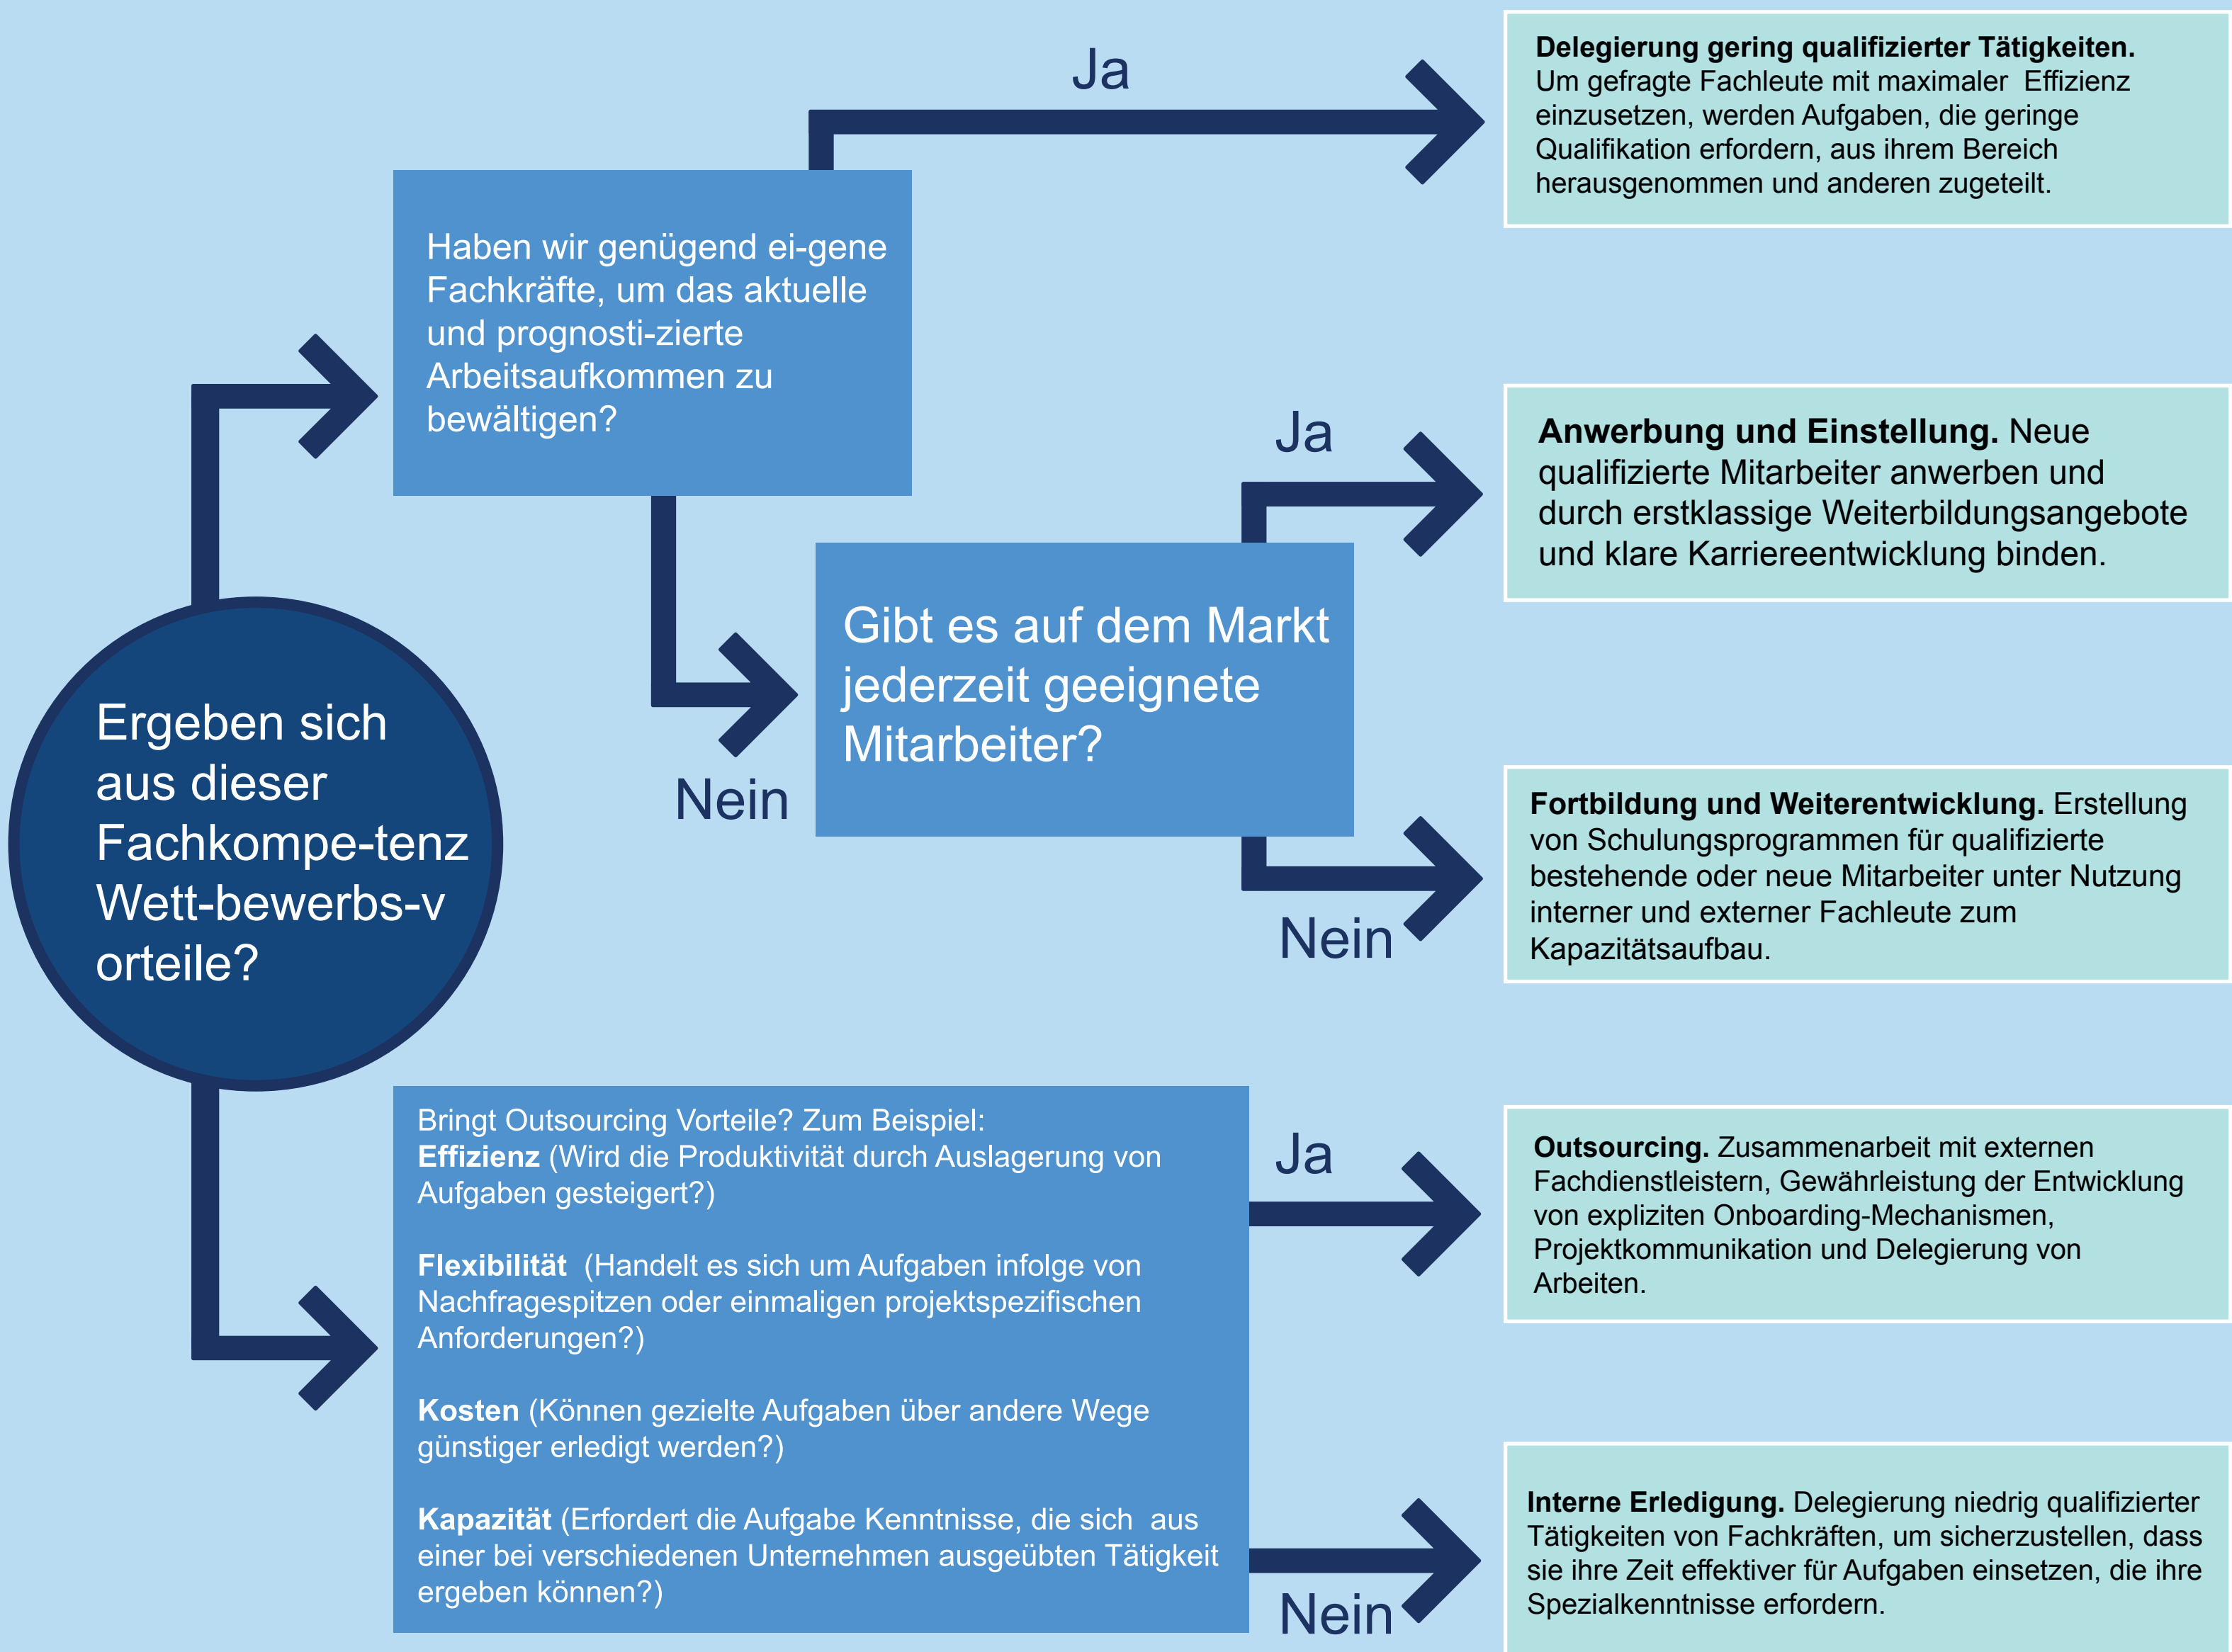 Ja
Delegierung gering qualifizierter Tätigkeiten.
Um gefragte Fachleute mit maximaler  Effizienz
einzusetzen, werden Aufgaben, die geringe
Qualifikation erfordern, aus ihrem Bereich
herausgenommen und anderen zugeteilt.
Haben wir genügend ei-gene
Fachkräfte, um das aktuelle
und prognosti-zierte
Arbeitsaufkommen zu
bewältigen?
Ja
Anwerbung und Einstellung. Neue
qualifizierte Mitarbeiter anwerben und
durch erstklassige Weiterbildungsangebote
und klare Karriereentwicklung binden.
Gibt es auf dem Markt
jederzeit geeignete
Mitarbeiter?
Nein
Ergeben sich
aus dieser
Fachkompe-tenz
Wett-bewerbs-v
orteile?
Fortbildung und Weiterentwicklung. Erstellung
von Schulungsprogrammen für qualifizierte
bestehende oder neue Mitarbeiter unter Nutzung
interner und externer Fachleute zum
Kapazitätsaufbau.
Nein
Bringt Outsourcing Vorteile? Zum Beispiel:
Effizienz (Wird die Produktivität durch Auslagerung von
Aufgaben gesteigert?)
Flexibilität  (Handelt es sich um Aufgaben infolge von
Nachfragespitzen oder einmaligen projektspezifischen
Anforderungen?)
Kosten (Können gezielte Aufgaben über andere Wege
günstiger erledigt werden?)
Kapazität (Erfordert die Aufgabe Kenntnisse, die sich  aus
einer bei verschiedenen Unternehmen ausgeübten Tätigkeit
ergeben können?)
Ja
Outsourcing. Zusammenarbeit mit externen
Fachdienstleistern, Gewährleistung der Entwicklung
von expliziten Onboarding-Mechanismen,
Projektkommunikation und Delegierung von
Arbeiten.
Nein
Interne Erledigung. Delegierung niedrig qualifizierter
Tätigkeiten von Fachkräften, um sicherzustellen, dass
sie ihre Zeit effektiver für Aufgaben einsetzen, die ihre
Spezialkenntnisse erfordern.